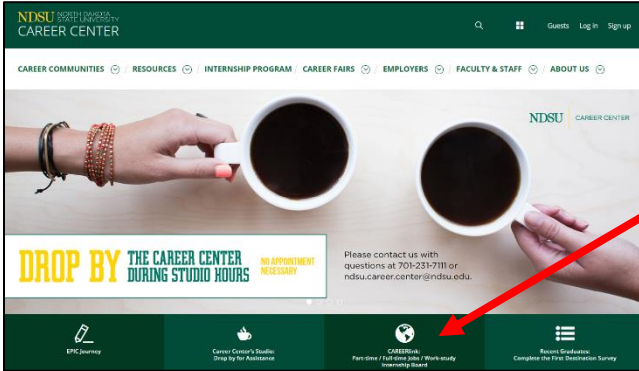 NDSU NORTH DAKOTA
STATE UNIVERSITY
CAREER CENTER
Guests Log in Sign up
CAREER COMMUNITIES / RESOURCES / INTERNSHIP PROGRAM / CAREER FAIRS / EMPLOYERS / FACULTY & STAFF / ABOUT US
NDSU CAREER CENTER
DROP BY THE CAREER CENTER
DURING STUDIO HOURS
NO APPOINTMENT
NECESSARY
Please contact us with
questions at 701-231-7111 or
ndsu.career.center@ndsu.edu.
EPIC Journey
Career Center's Studio:
Drop by for Assistance
CAREERlink:
Part-time / Full-time Jobs / Work-study
Internship Board
Recent Graduates:
Complete the First Destination Survey